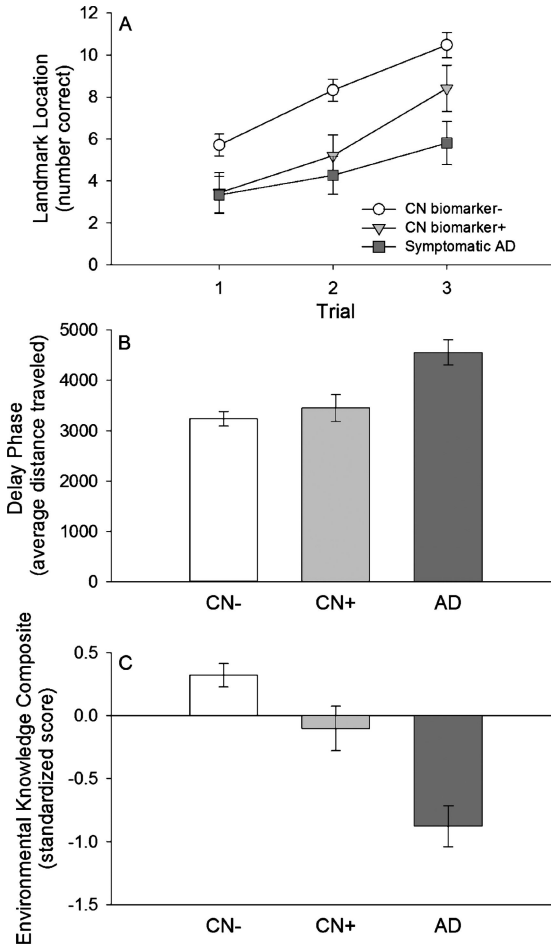 A
Landmark Location
(number correct)
12
10
8
6
4
2
0
CN biomarker-
CN biomarker+
Symptomatic AD
1 2 3
Trial
B
Delay Phase
(average distance traveled)
5000
4000
3000
2000
1000
0
CN- CN+ AD
C
Environmental Knowledge Composite
(standardized score)
0.5
0.0
-0.5
-1.0
-1.5
CN- CN+ AD